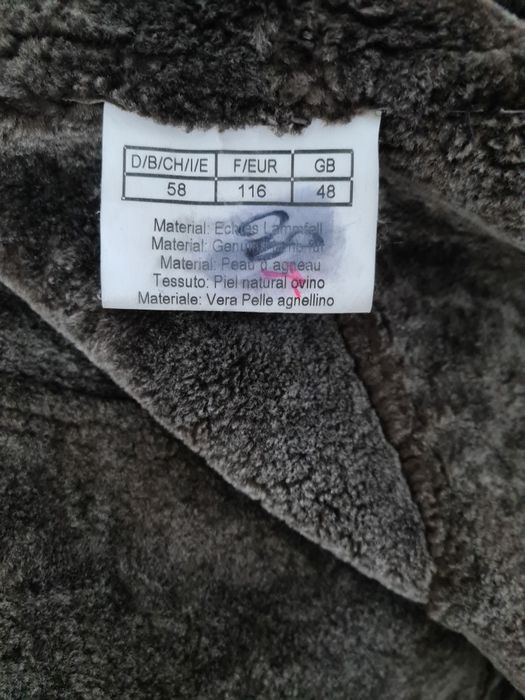 D/B/CH/I/E F/EUR GB
58 116 48
Material: Echtes Lammfell
Material: Genuine lamb fur
Material: Peau d agneau
Tessuto: Piel natural ovino
Materiale: Vera Pelle agnellino